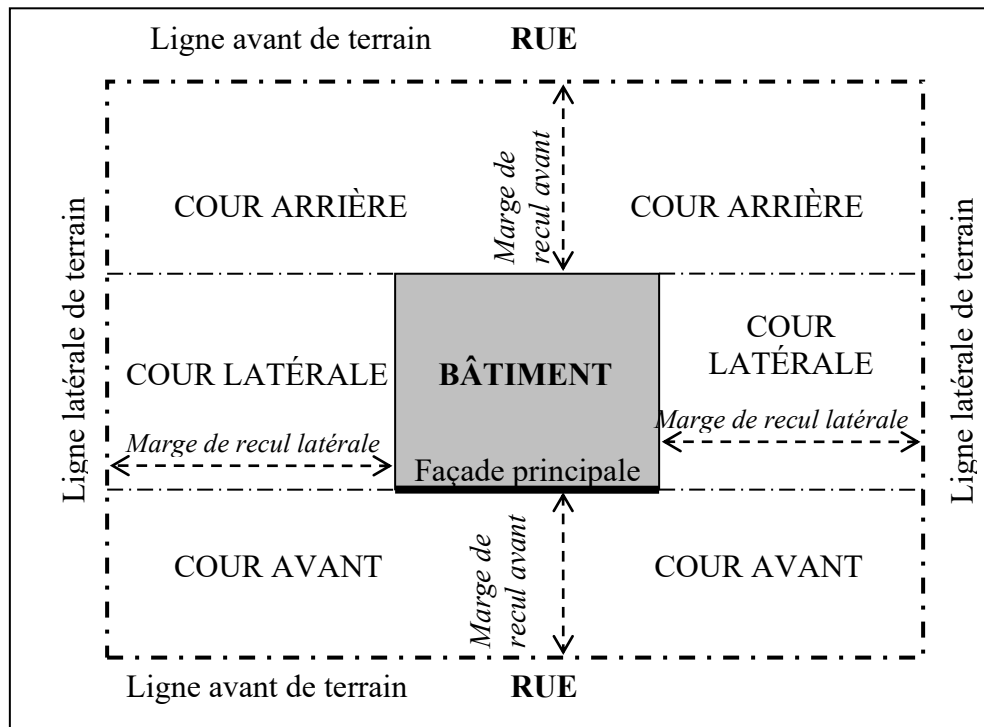 Ligne avant de terrain RUE
Marge de
recul avant
COUR ARRIÈRE COUR ARRIÈRE
Ligne latérale de terrain
Ligne latérale de terrain
COUR LATÉRALE BÂTIMENT COUR
LATÉRALE
Marge de recul latérale Marge de recul latérale
Façade principale
COUR AVANT COUR AVANT
Marge de
recul avant
Ligne avant de terrain RUE